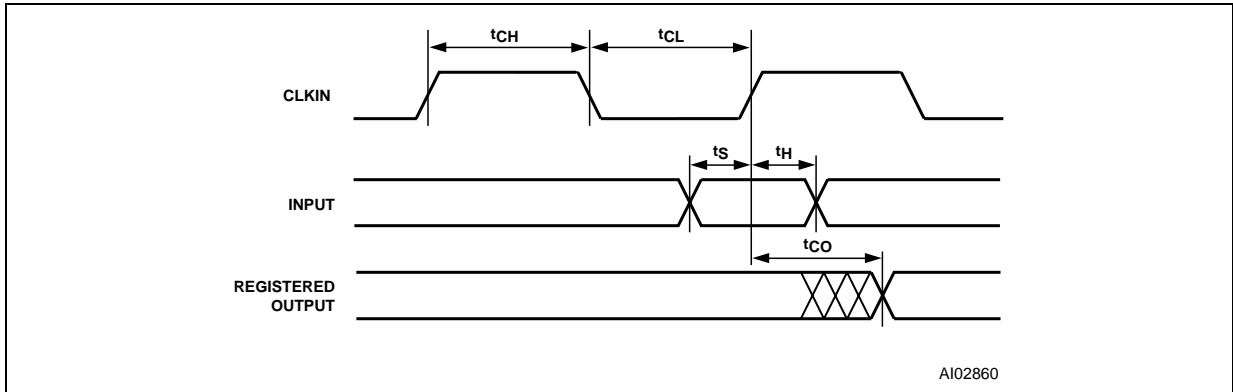 tCH
tCL
CLKIN
tS
tH
INPUT
tCO
REGISTERED
OUTPUT
AI02860